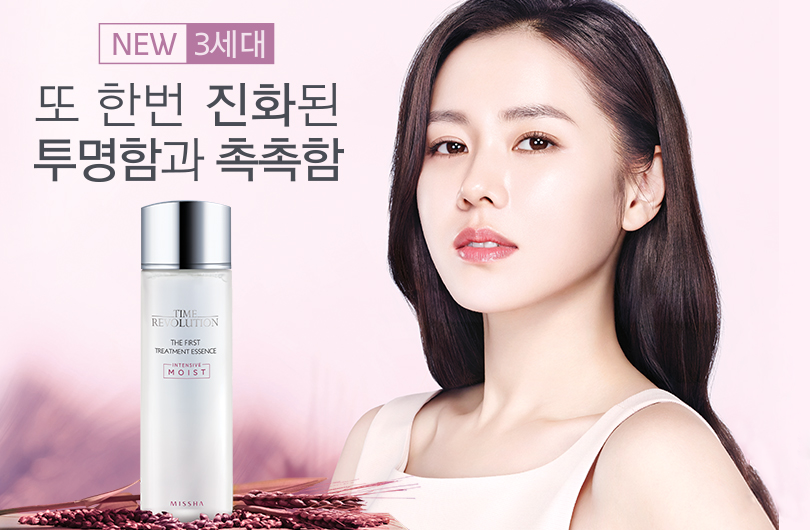 NEW 3세대
또 한번 진화된
투명함과 촉촉함
TIME
REVOLUTION
THE FIRST
TREATMENT ESSENCE
INTENSIVE
MOIST
MISSHA